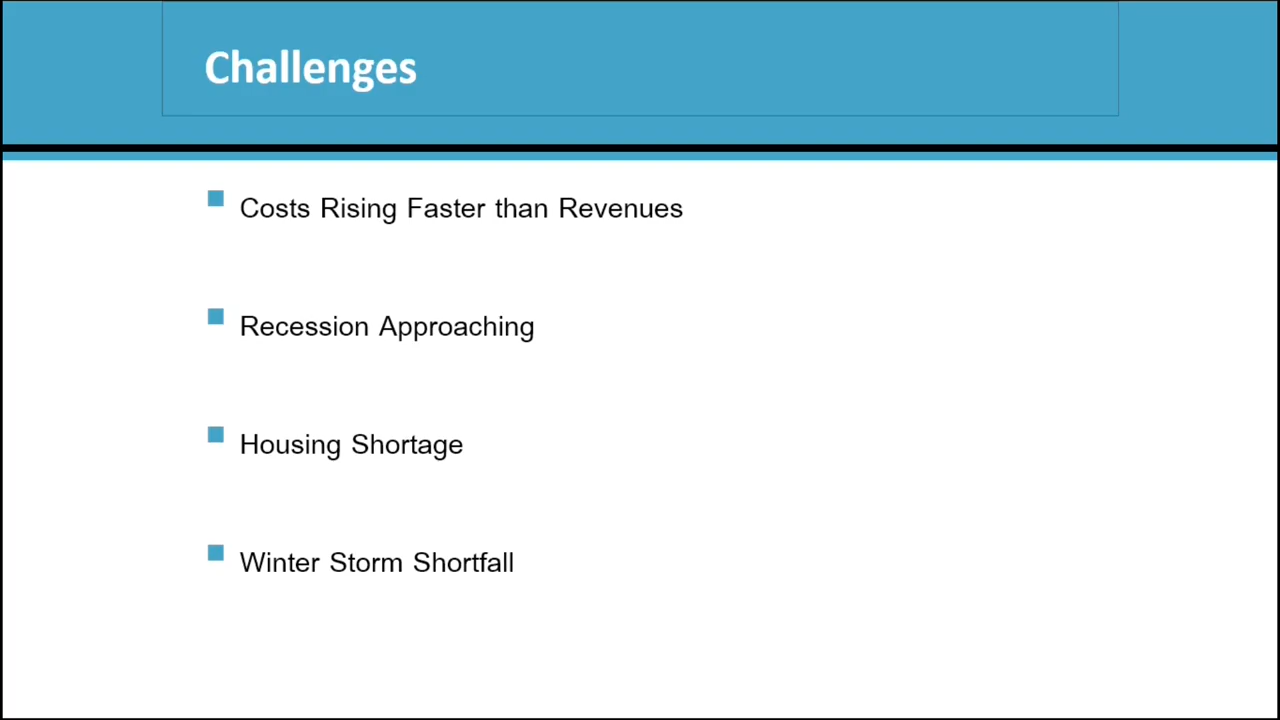 Challenges
Costs Rising Faster than Revenues
Recession Approaching
Housing Shortage
Winter Storm Shortfall